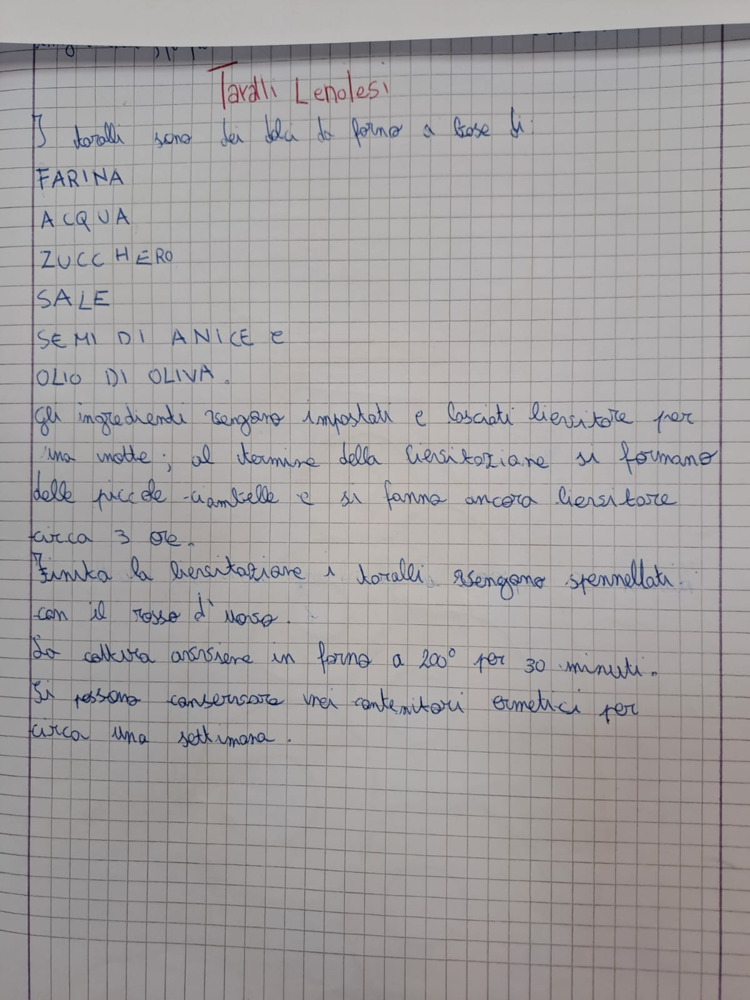 Taralli Lenolesi
I taralli sono dei dolci da forno a base di:
FARINA
ACQUA
ZUCCHERO
SALE
SEMI DI ANICE e
OLIO DI OLIVA.
Gli ingredienti vengono impostati e lasciati lievitare per
una notte; al termine della lievitazione si formano
delle piccole ciambelle e si fanno ancora lievitare
circa 3 ore.
Finita la lievitazione i taralli vengono spennellati
con il rosso d'uovo.
La cottura avviene in forno a 200° per 30 minuti.
Si possono conservare nei contenitori ermetici per
circa una settimana.